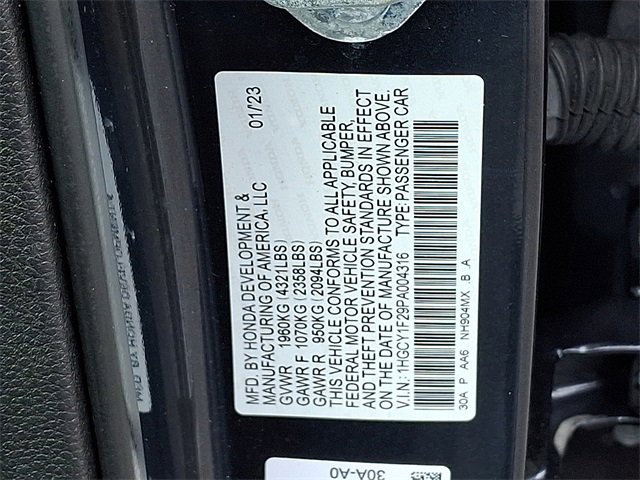 MFD. BY HONDA DEVELOPMENT & 01/23
MANUFACTURING OF AMERICA, LLC
GVWR 1960KG (4321LBS)
GAWR F 1070KG (2358LBS)
GAWR R 950KG (2094LBS)
THIS VEHICLE CONFORMS TO ALL APPLICABLE
FEDERAL MOTOR VEHICLE SAFETY, BUMPER,
AND THEFT PREVENTION STANDARDS IN EFFECT
ON THE DATE OF MANUFACTURE SHOWN ABOVE.
V.I.N.: 1HGCY1F29PA004316 TYPE: PASSENGER CAR
30A P AA6 NH904MX B A
30A-A0